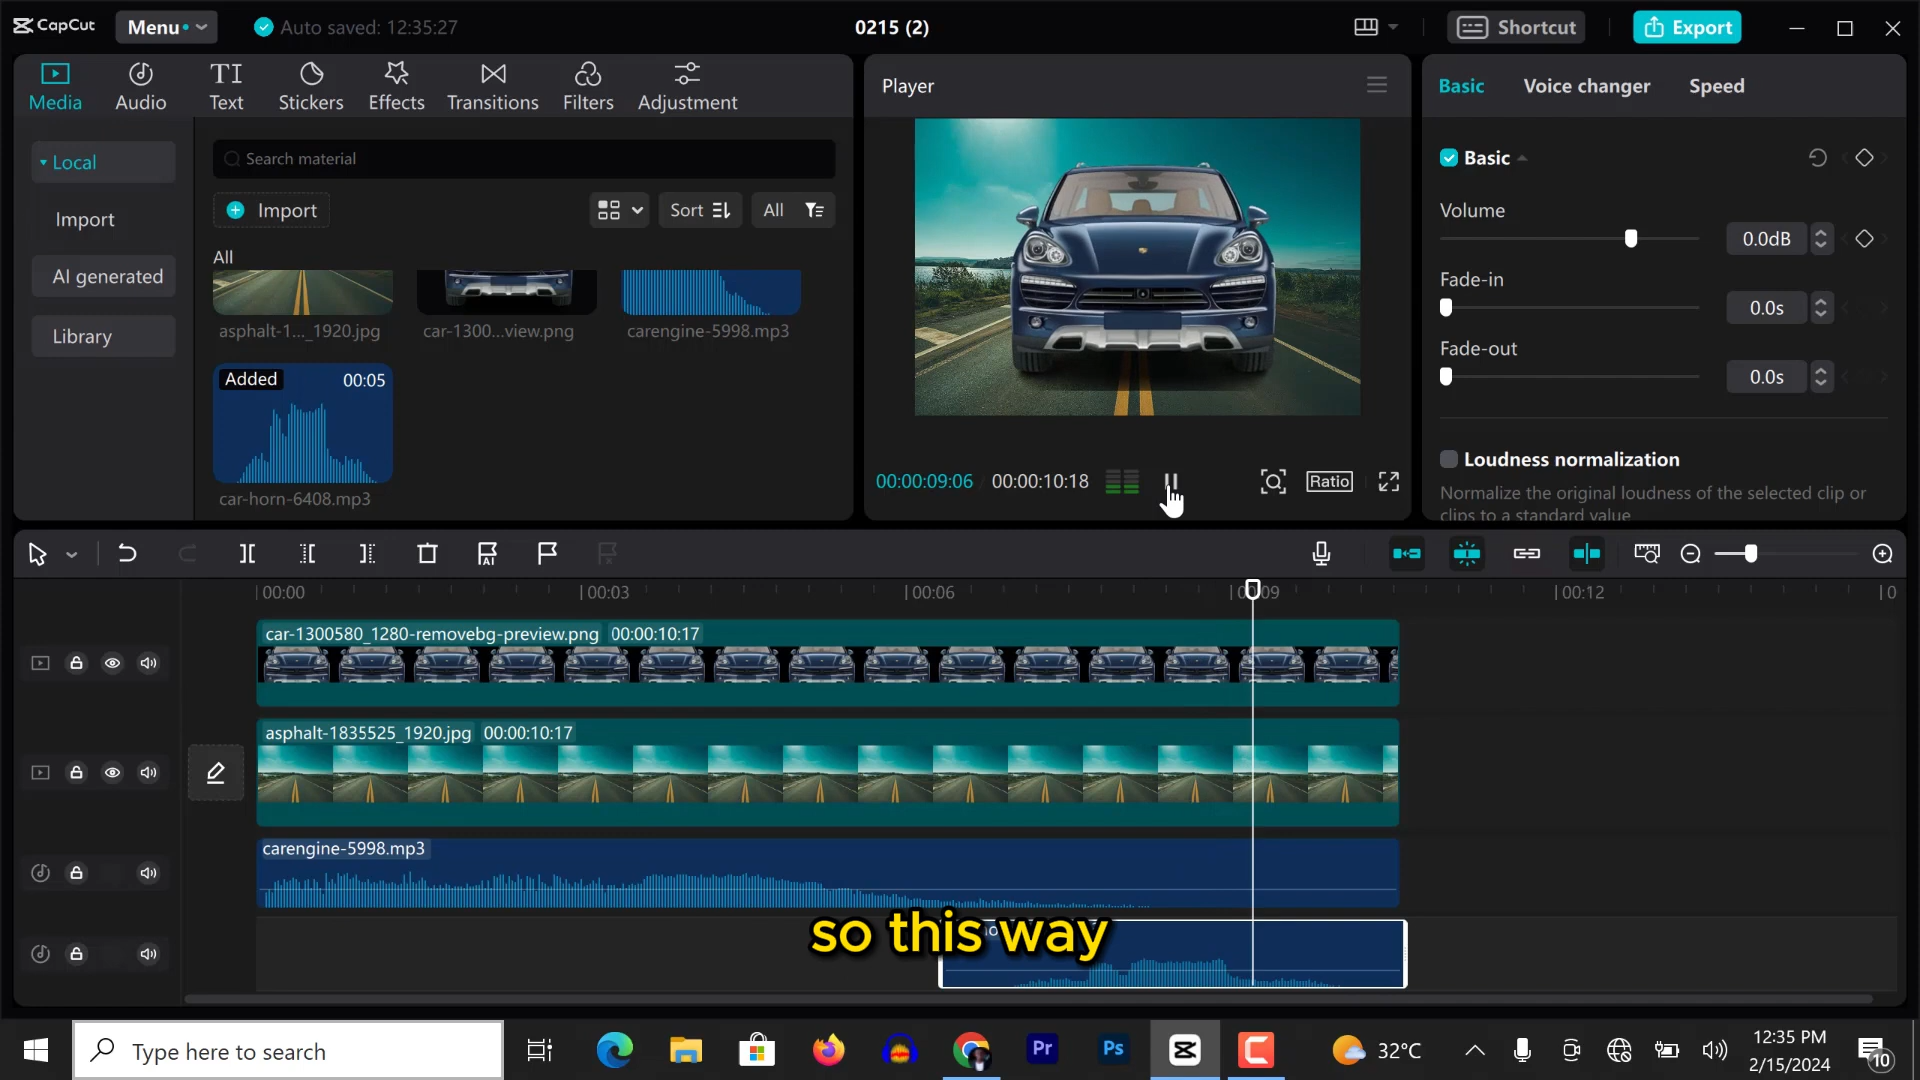 CapCut
Menu
Auto saved: 12:35:27
0215 (2)
Shortcut
Export
Media
Audio
TI
Text
Stickers
Effects
Transitions
Filters
Adjustment
Local
Import
AI generated
Library
Search material
Import
Sort
All
All
asphalt-1..._1920.jpg
car-1300...view.png
carengine-5998.mp3
Added
00:05
car-horn-6408.mp3
Player
00:00:09:06
00:00:10:18
Ratio
Basic
Voice changer
Speed
Basic
Volume
0.0dB
Fade-in
0.0s
Fade-out
0.0s
Loudness normalization
Normalize the original loudness of the selected clip or
clips to a standard value
AI
00:00
00:03
00:06
00:09
00:12
car-1300580_1280-removebg-preview.png 00:00:10:17
asphalt-1835525_1920.jpg 00:00:10:17
carengine-5998.mp3
so this way
Type here to search
Pr
Ps
32°C
12:35 PM
2/15/2024
10